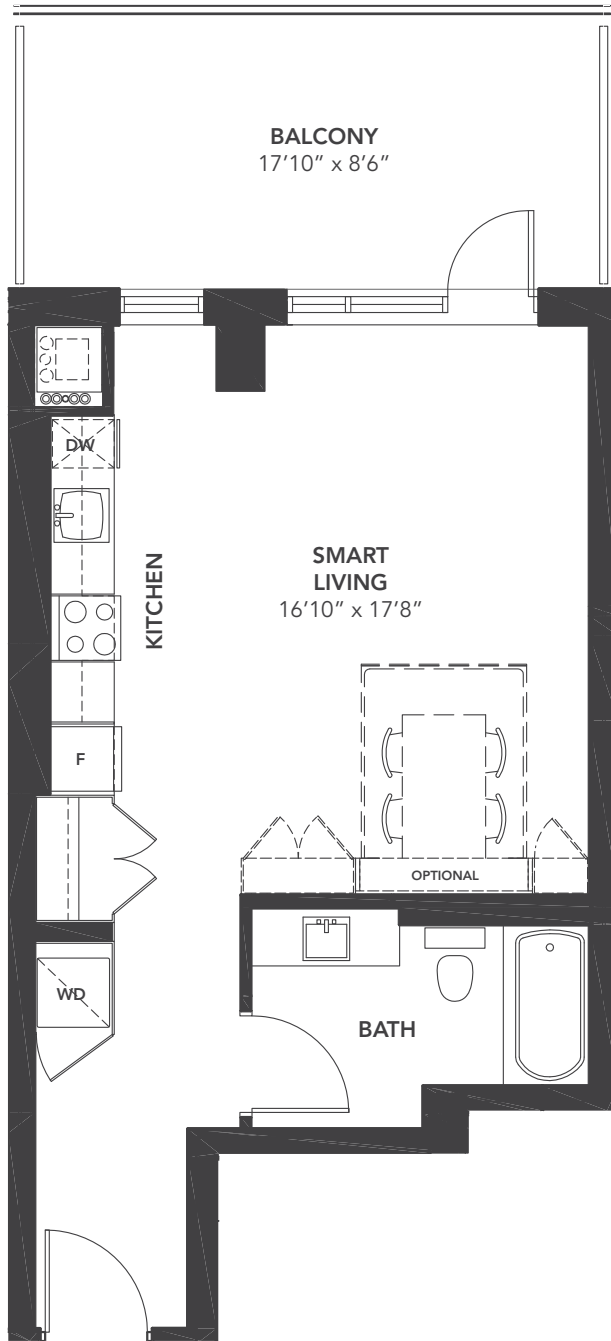 BALCONY
17’10” x 8’6”
DW
KITCHEN
SMART
LIVING
16’10” x 17’8”
F
OPTIONAL
WD
BATH